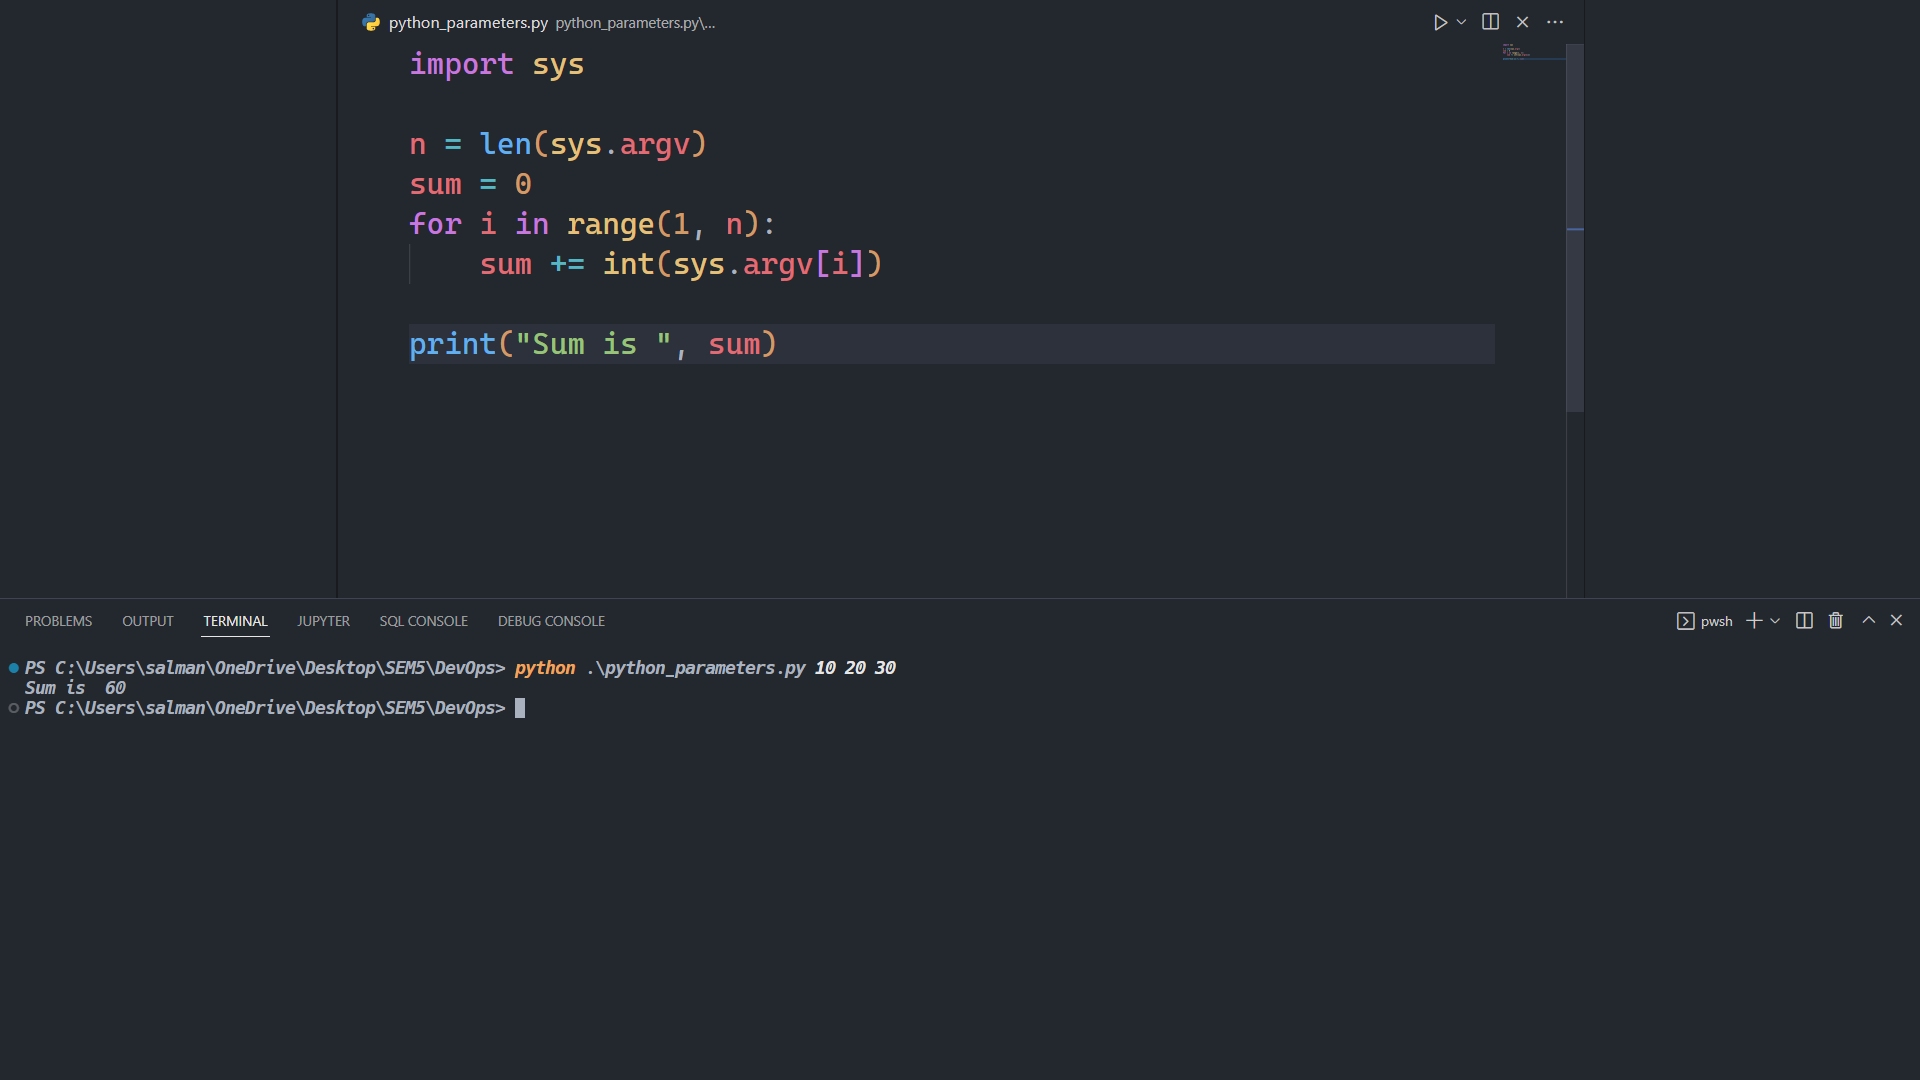 python_parameters.py python_parameters.py\...
import sys
n = len(sys.argv)
sum = 0
for i in range(1, n):
    sum += int(sys.argv[i])
print("Sum is ", sum)
PROBLEMS OUTPUT TERMINAL JUPYTER SQL CONSOLE DEBUG CONSOLE pwsh
PS C:\Users\salman\OneDrive\Desktop\SEM5\DevOps> python .\python_parameters.py 10 20 30
Sum is  60
PS C:\Users\salman\OneDrive\Desktop\SEM5\DevOps>